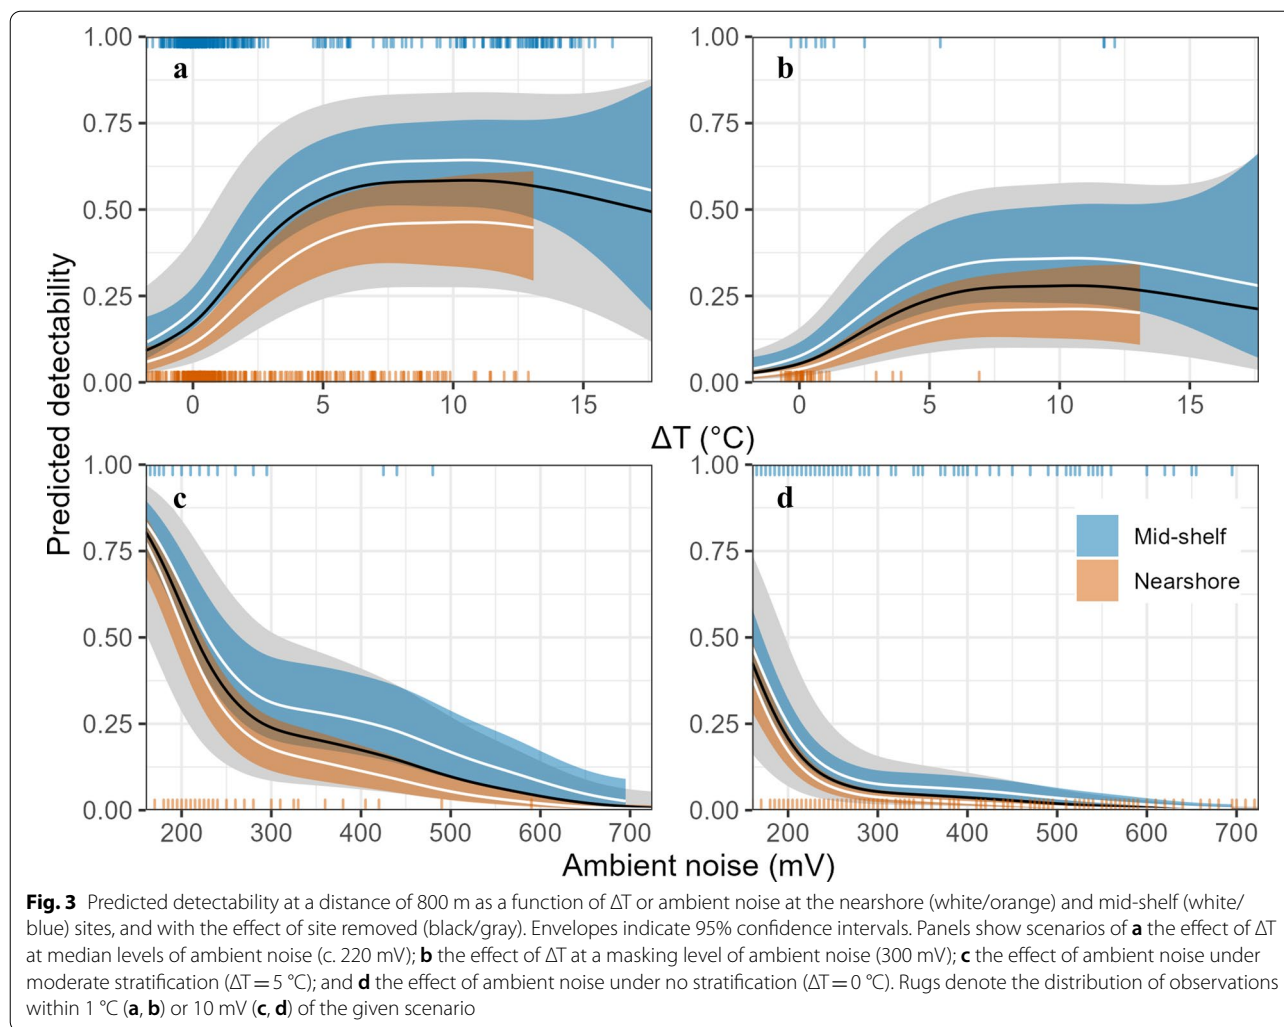 Predicted detectability
1.00
0.75
0.50
0.25
0.00
a
0
5
10
15
1.00
0.75
0.50
0.25
0.00
b
0
5
10
15
ΔT (°C)
1.00
0.75
0.50
0.25
0.00
c
200
300
400
500
600
700
1.00
0.75
0.50
0.25
0.00
d
Mid-shelf
Nearshore
200
300
400
500
600
700
Ambient noise (mV)
Fig. 3 Predicted detectability at a distance of 800 m as a function of ΔT or ambient noise at the nearshore (white/orange) and mid-shelf (white/
blue) sites, and with the effect of site removed (black/gray). Envelopes indicate 95% confidence intervals. Panels show scenarios of a the effect of ΔT
at median levels of ambient noise (c. 220 mV); b the effect of ΔT at a masking level of ambient noise (300 mV); c the effect of ambient noise under
moderate stratification (ΔT = 5 °C); and d the effect of ambient noise under no stratification (ΔT = 0 °C). Rugs denote the distribution of observations
within 1 °C (a, b) or 10 mV (c, d) of the given scenario